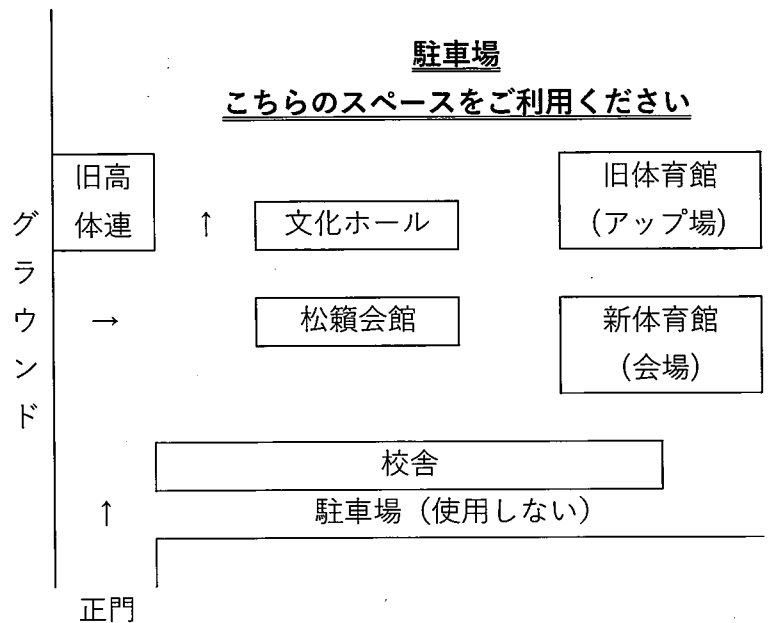 駐車場
こちらのスペースをご利用ください
旧高
体連
↑
文化ホール
旧体育館
(アップ場)
グラウンド
→
松籟会館
新体育館
(会場)
校舎
↑
駐車場（使用しない）
正門